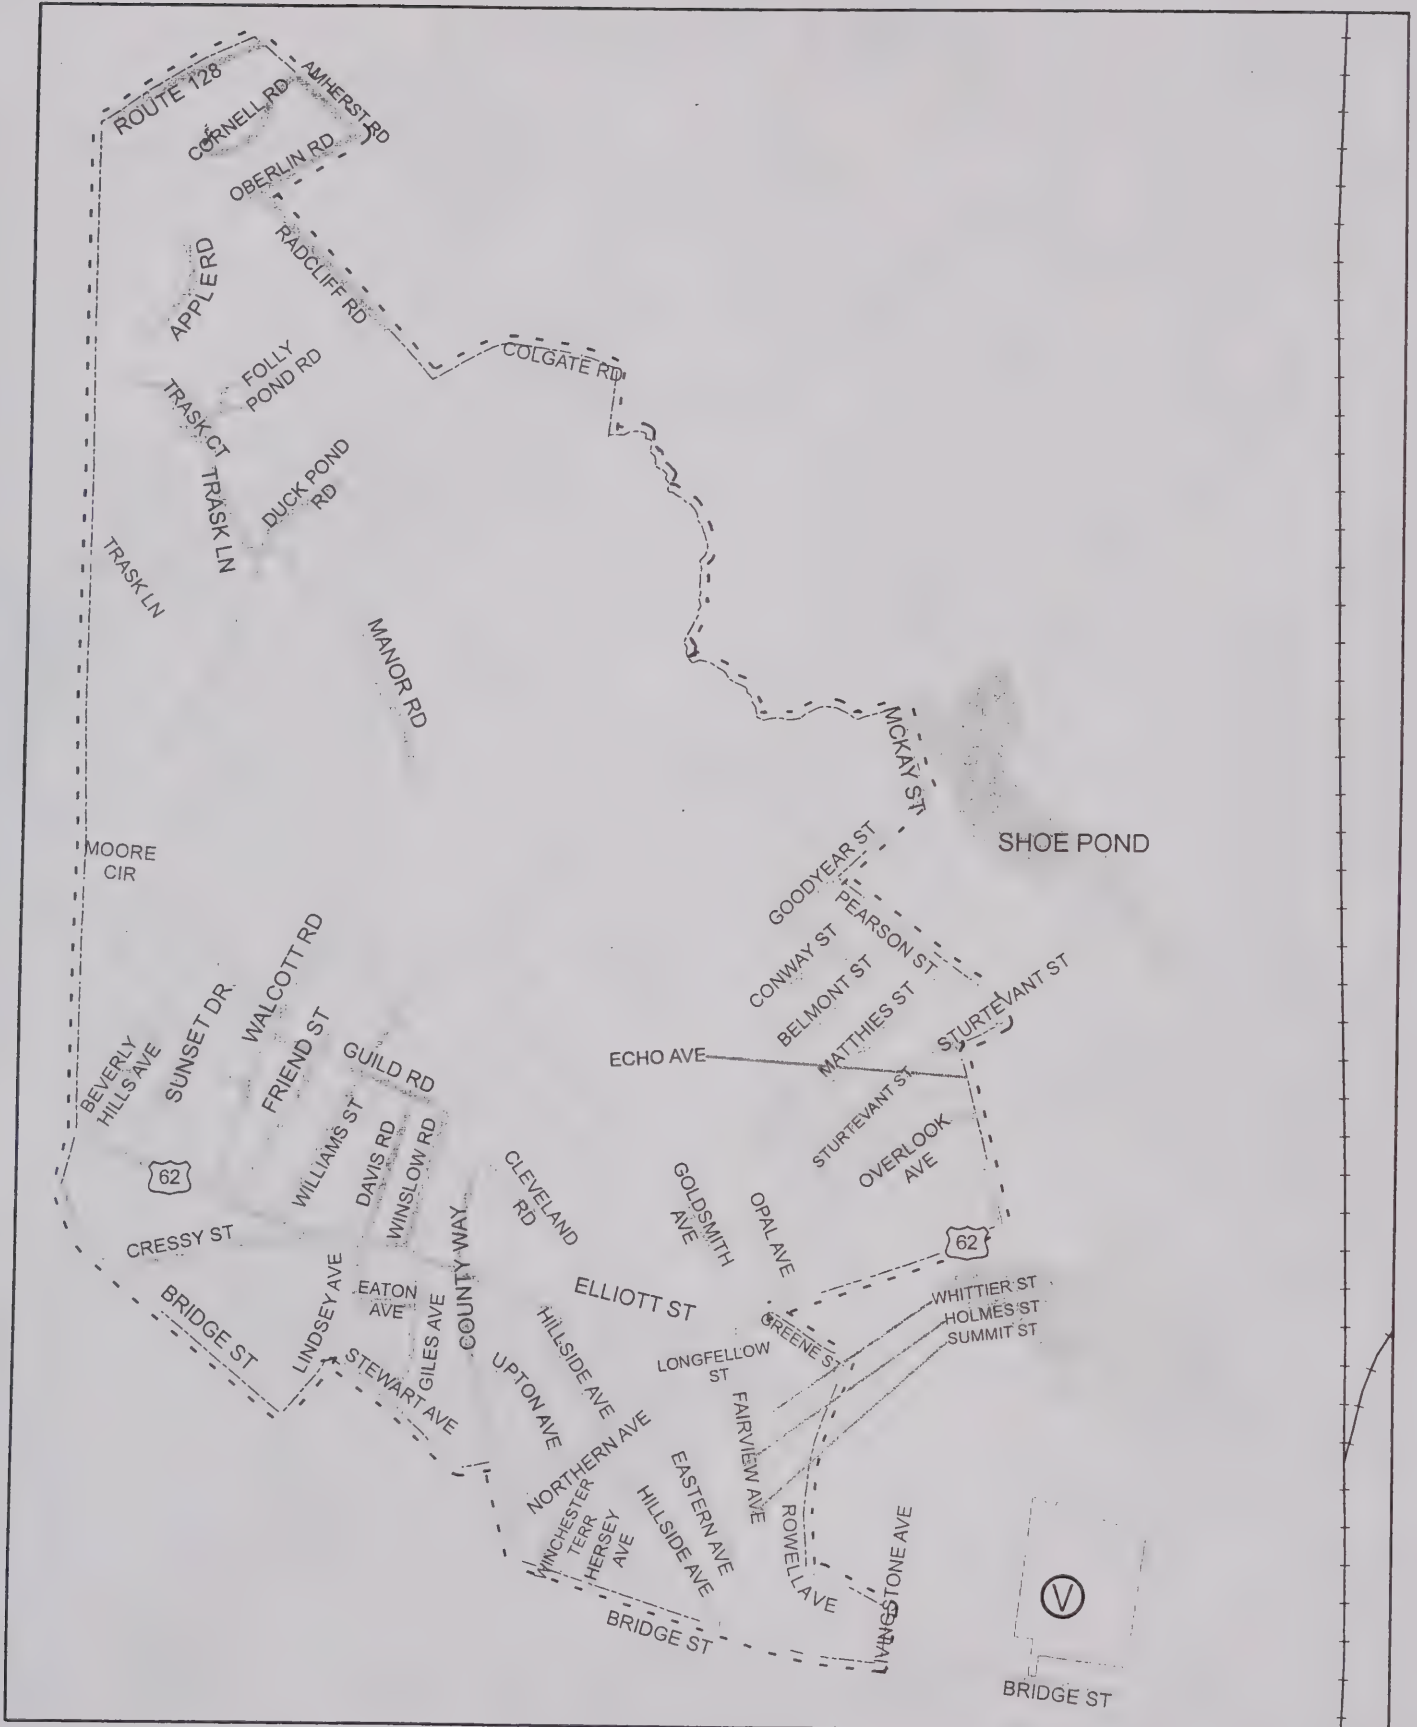 ROUTE 128
AMHERST RD
CORNELL RD
OBERLIN RD
RADCLIFF RD
APPLE RD
COLGATE RD
FOLLY
POND RD
TRASK CT
DUCK POND
RD
TRASK LN
TRASK LN
MANOR RD
MCKAY ST
SHOE POND
MOORE
CIR
GOODYEAR ST
PEARSON ST
CONWAY ST
BELMONT ST
MATTHIES ST
STURTEVANT ST
WALCOTT RD
SUNSET DR.
FRIEND ST
BEVERLY
HILLS AVE
GUILD RD
ECHO AVE
STURTEVANT ST
OVERLOOK
AVE
WILLIAMS ST
DAVIS RD
WINSLOW RD
62
CLEVELAND
RD
GOLDSMITH
AVE
OPAL AVE
COUNTY WAY
CRESSY ST
62
BRIDGE ST
LINDSEY AVE
EATON
AVE
GILES AVE
ELLIOTT ST
WHITTIER ST
HOLMES ST
SUMMIT ST
GREENE ST
HILLSIDE AVE
LONGFELLOW
ST
STEWART AVE
UPTON AVE
FAIRVIEW AVE
NORTHERN AVE
EASTERN AVE
WINCHESTER
TERR
HERSEY
AVE
HILLSIDE AVE
ROWELL AVE
LIVINGSTONE AVE
BRIDGE ST
V
BRIDGE ST